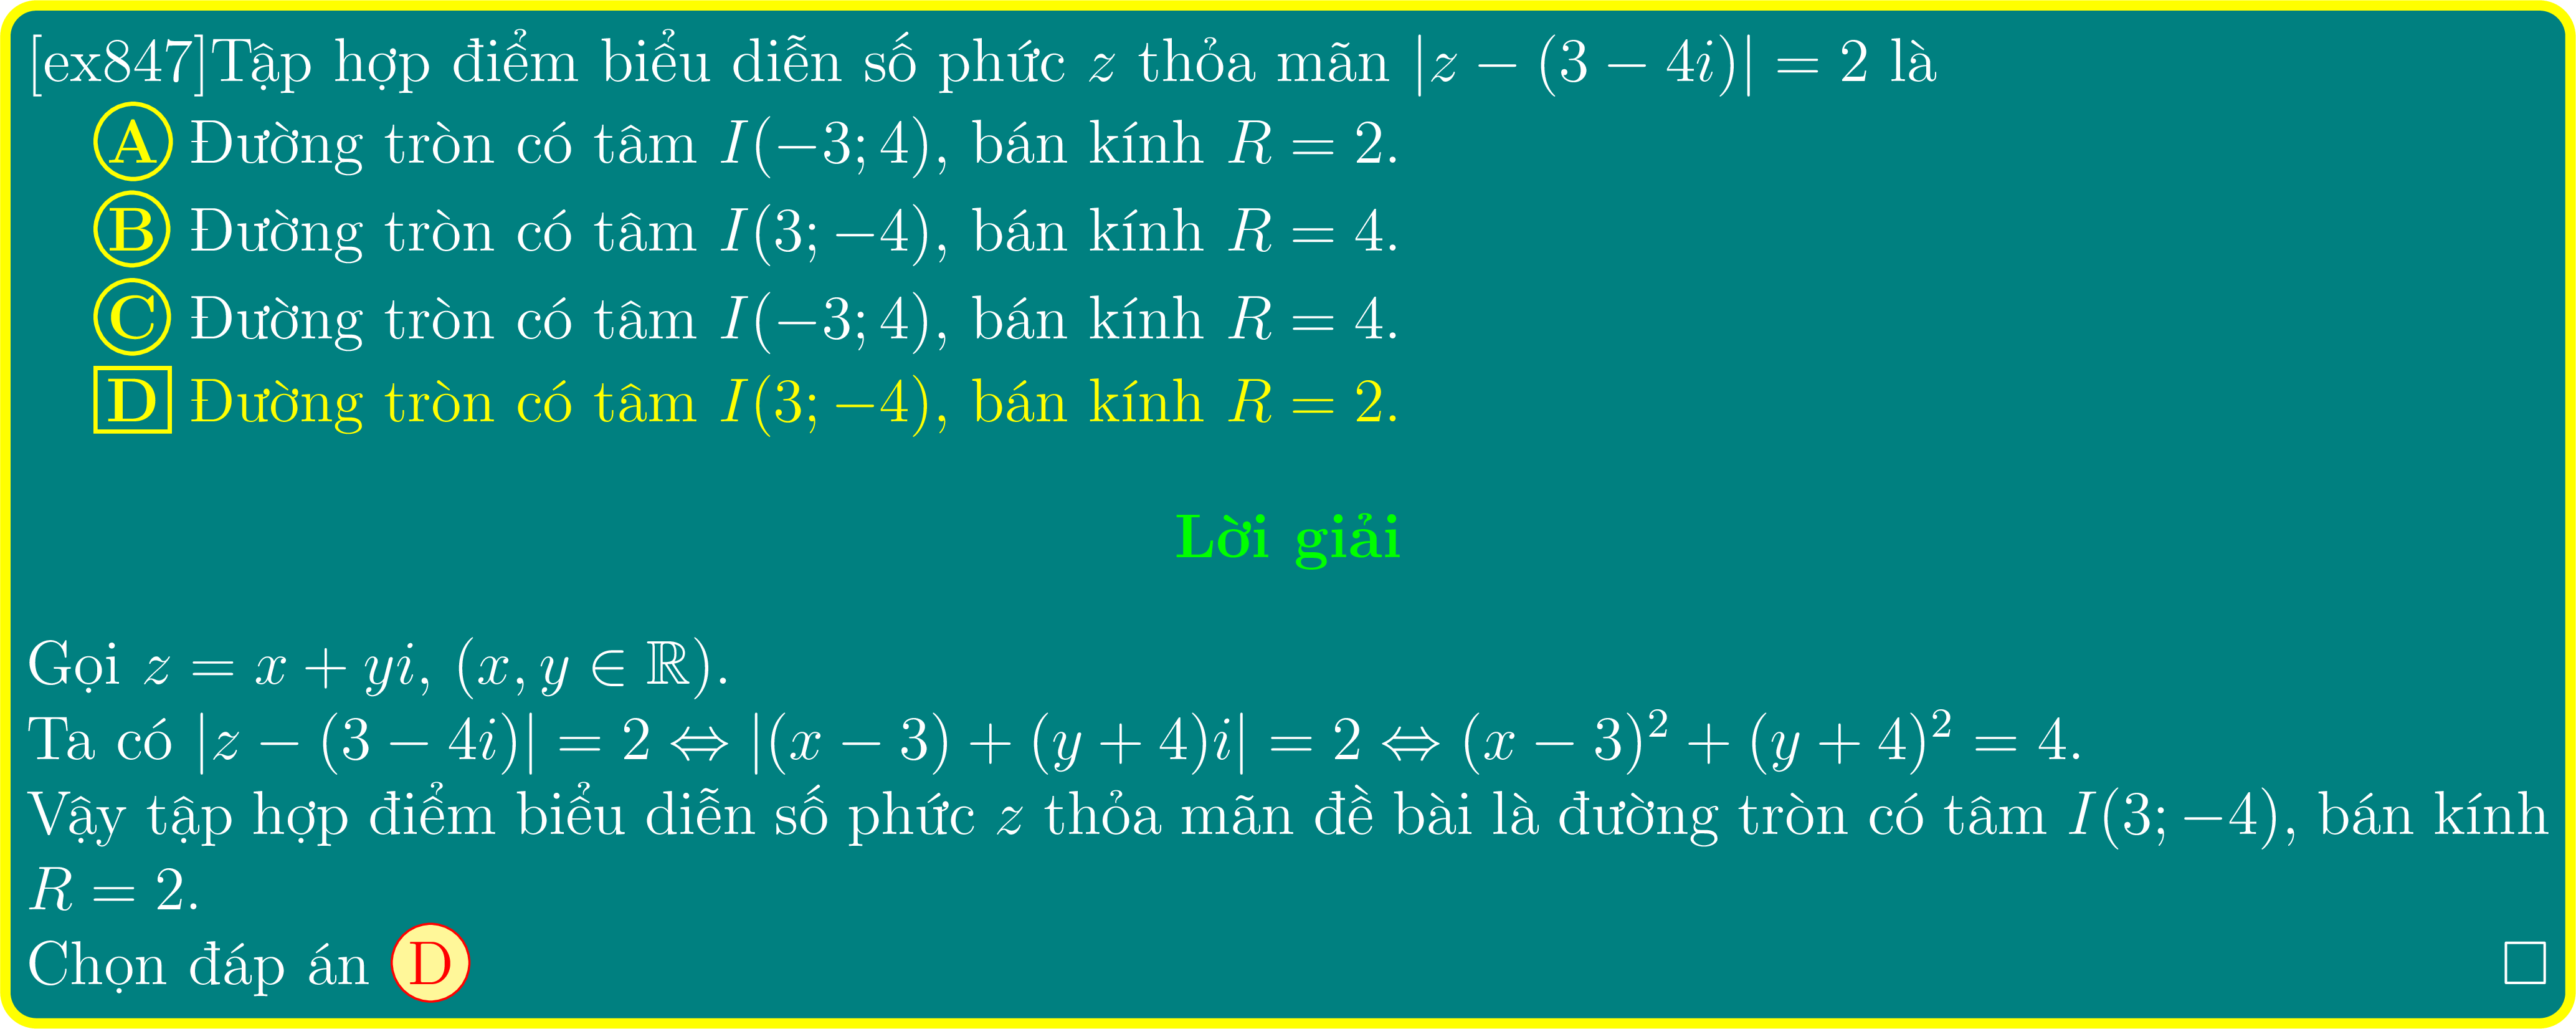 [ex847]Tập hợp điểm biểu diễn số phức z thỏa mãn |z − (3 − 4i)| = 2 là
A Đường tròn có tâm I(−3; 4), bán kính R = 2.
B Đường tròn có tâm I(3; −4), bán kính R = 4.
C Đường tròn có tâm I(−3; 4), bán kính R = 4.
D Đường tròn có tâm I(3; −4), bán kính R = 2.
Lời giải
Gọi z = x + yi, (x, y ∈ ℝ).
Ta có |z − (3 − 4i)| = 2 ⇔ |(x − 3) + (y + 4)i| = 2 ⇔ (x − 3)² + (y + 4)² = 4.
Vậy tập hợp điểm biểu diễn số phức z thỏa mãn đề bài là đường tròn có tâm I(3; −4), bán kính
R = 2.
Chọn đáp án D □